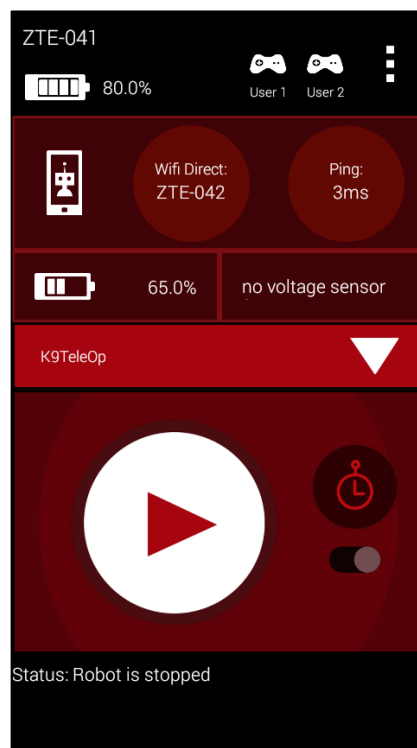 ZTE-041
80.0%
User 1
User 2
Wifi Direct:
ZTE-042
Ping:
3ms
65.0%
no voltage sensor
K9TeleOp
Status: Robot is stopped